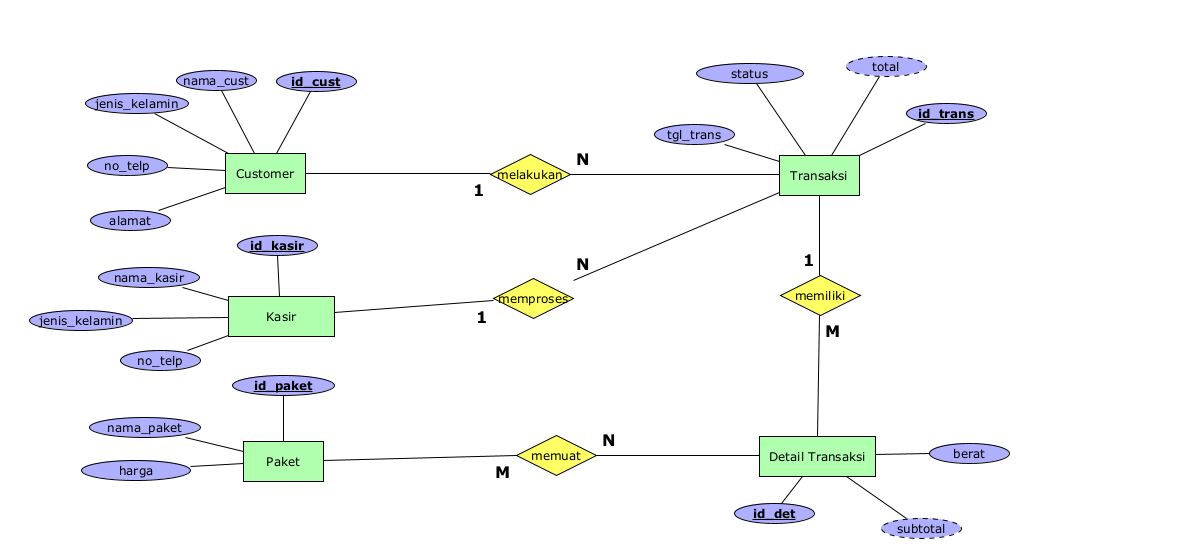 nama_cust
id_cust
jenis_kelamin
no_telp
alamat
Customer
1
melakukan
N
status
total
id_trans
tgl_trans
Transaksi
id_kasir
nama_kasir
jenis_kelamin
no_telp
Kasir
1
memproses
N
1
memiliki
M
id_paket
nama_paket
harga
Paket
M
memuat
N
Detail Transaksi
berat
id_det
subtotal